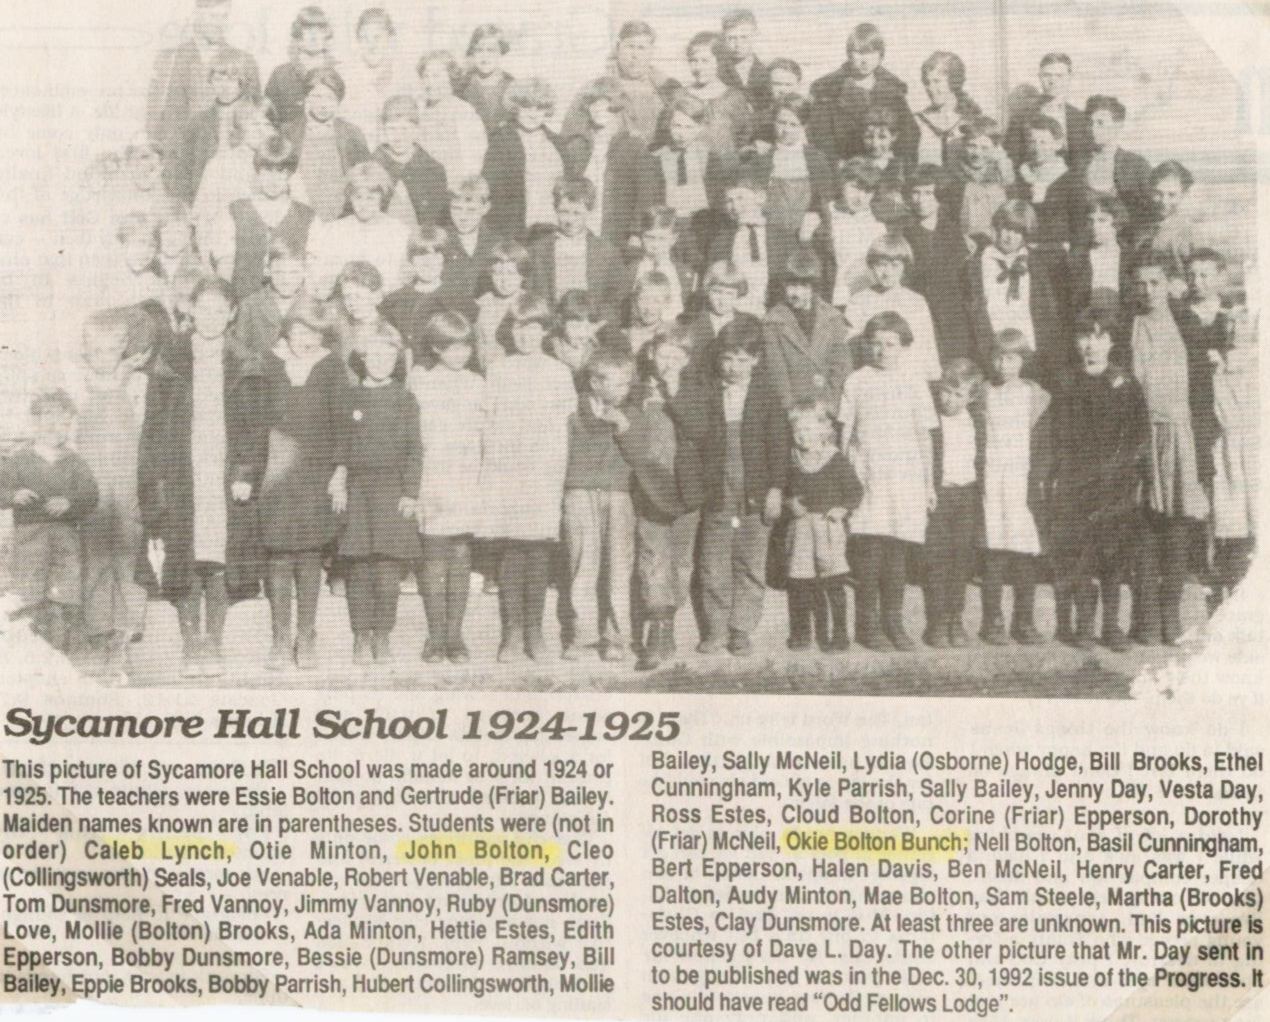 Sycamore Hall School 1924-1925
This picture of Sycamore Hall School was made around 1924 or
1925. The teachers were Essie Bolton and Gertrude (Friar) Bailey.
Maiden names known are in parentheses. Students were (not in
order) Caleb Lynch, Otie Minton, John Bolton, Cleo
(Collingsworth) Seals, Joe Venable, Robert Venable, Brad Carter,
Tom Dunsmore, Fred Vannoy, Jimmy Vannoy, Ruby (Dunsmore)
Love, Mollie (Bolton) Brooks, Ada Minton, Hettie Estes, Edith
Epperson, Bobby Dunsmore, Bessie (Dunsmore) Ramsey, Bill
Bailey, Eppie Brooks, Bobby Parrish, Hubert Collingsworth, Mollie
Bailey, Sally McNeil, Lydia (Osborne) Hodge, Bill Brooks, Ethel
Cunningham, Kyle Parrish, Sally Bailey, Jenny Day, Vesta Day,
Ross Estes, Cloud Bolton, Corine (Friar) Epperson, Dorothy
(Friar) McNeil, Okie Bolton Bunch; Nell Bolton, Basil Cunningham,
Bert Epperson, Halen Davis, Ben McNeil, Henry Carter, Fred
Dalton, Audy Minton, Mae Bolton, Sam Steele, Martha (Brooks)
Estes, Clay Dunsmore. At least three are unknown. This picture is
courtesy of Dave L. Day. The other picture that Mr. Day sent in
to be published was in the Dec. 30, 1992 issue of the Progress. It
should have read “Odd Fellows Lodge”.